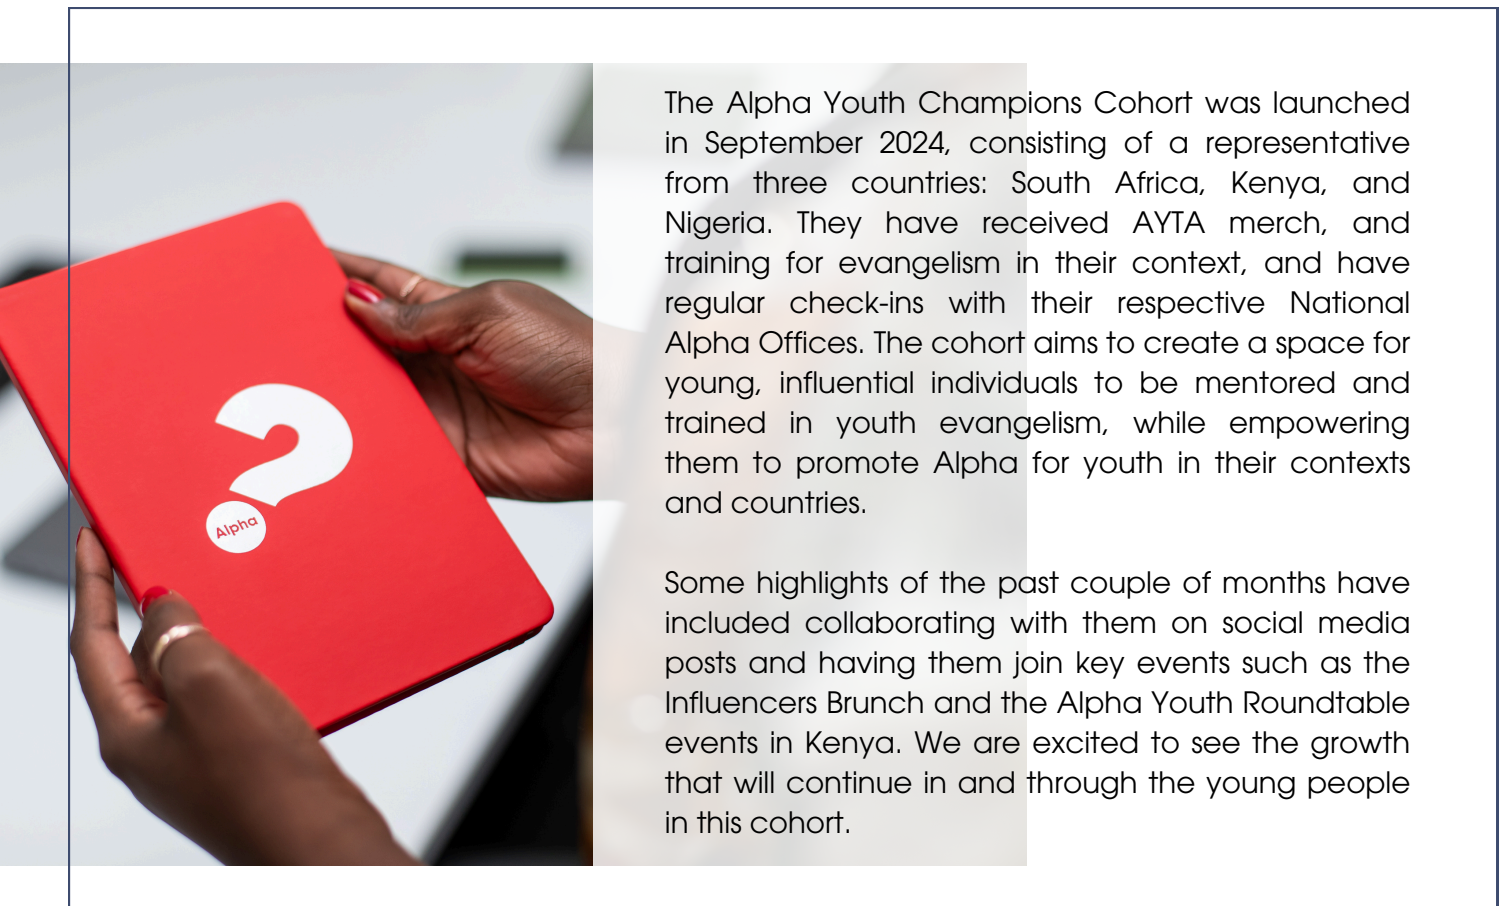 The Alpha Youth Champions Cohort was launched
in September 2024, consisting of a representative
from three countries: South Africa, Kenya, and
Nigeria. They have received AYTA merch, and
training for evangelism in their context, and have
regular check-ins with their respective National
Alpha Offices. The cohort aims to create a space for
young, influential individuals to be mentored and
trained in youth evangelism, while empowering
them to promote Alpha for youth in their contexts
and countries.
Some highlights of the past couple of months have
included collaborating with them on social media
posts and having them join key events such as the
Influencers Brunch and the Alpha Youth Roundtable
events in Kenya. We are excited to see the growth
that will continue in and through the young people
in this cohort.
?
Alpha